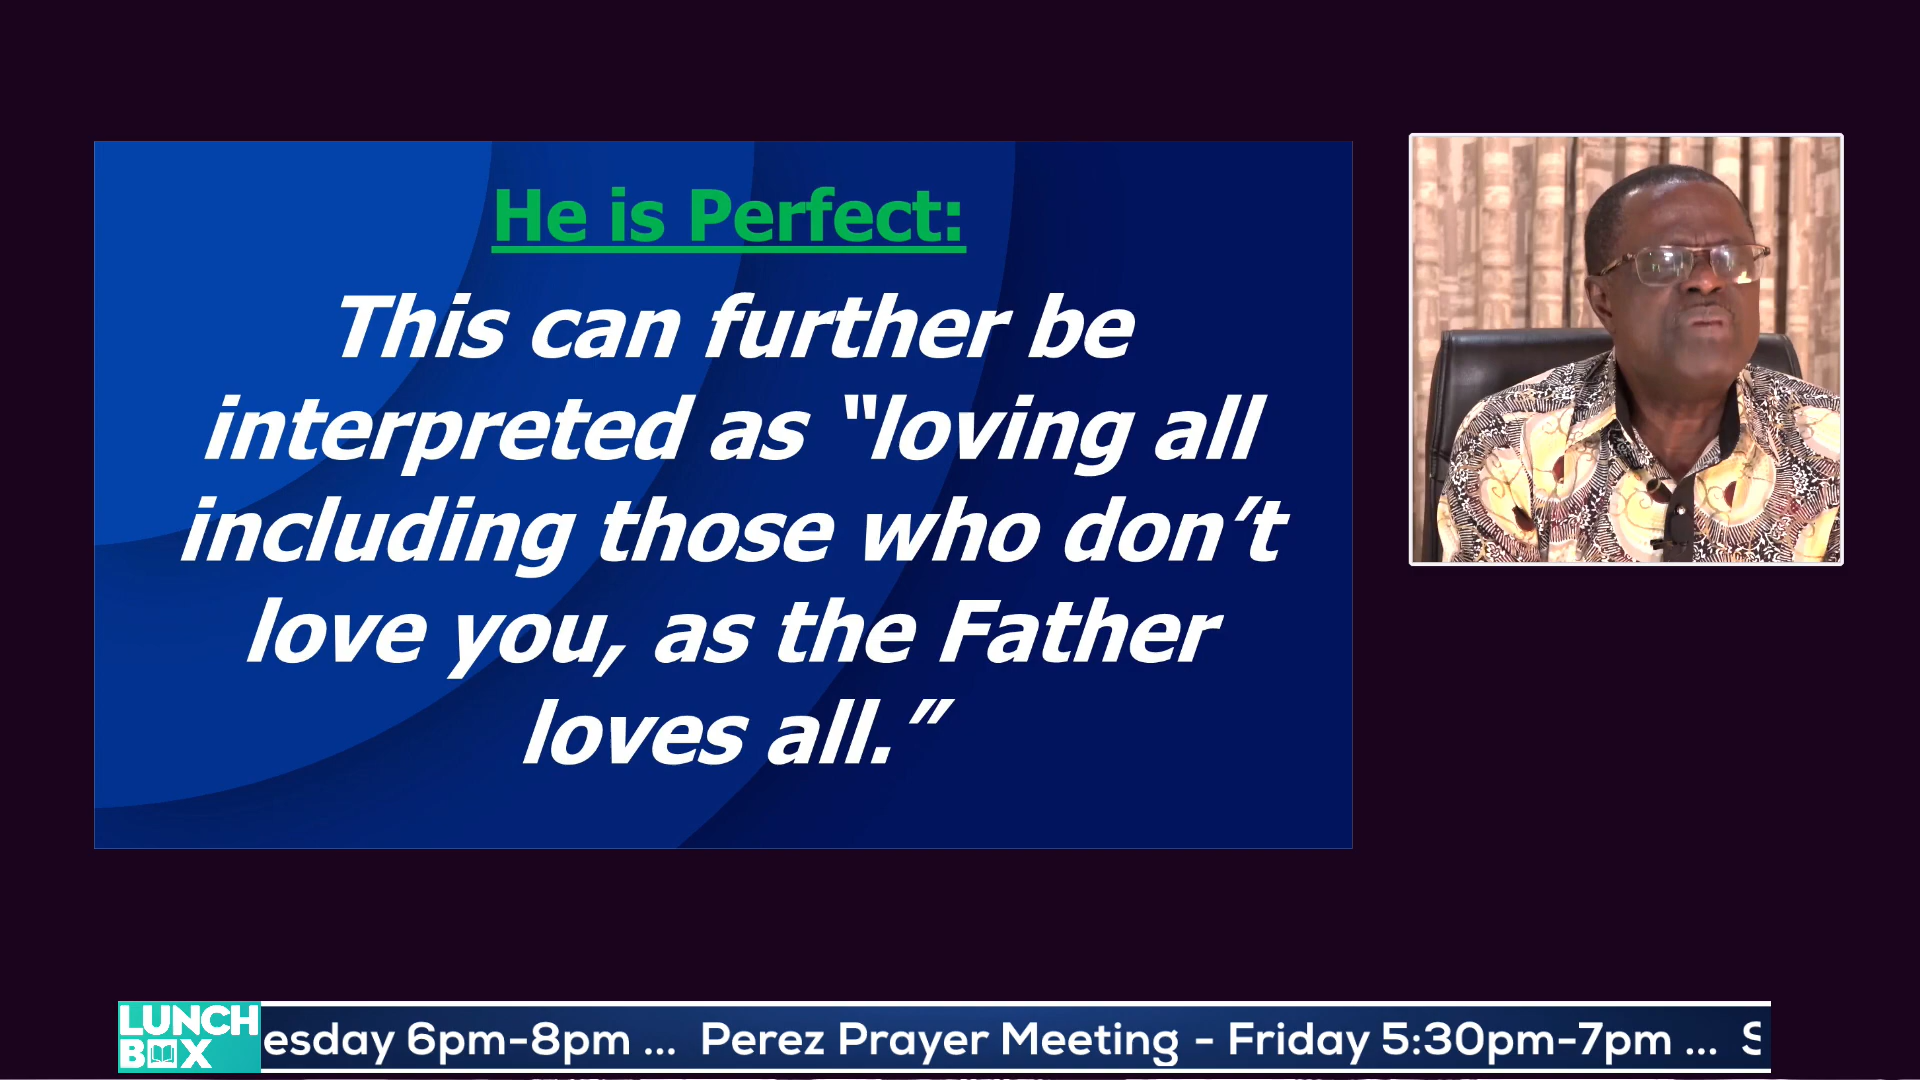 He is Perfect:
This can further be
interpreted as “loving all
including those who don’t
love you, as the Father
loves all.”
LUNCH
BOX
esday 6pm-8pm ... Perez Prayer Meeting - Friday 5:30pm-7pm ... S